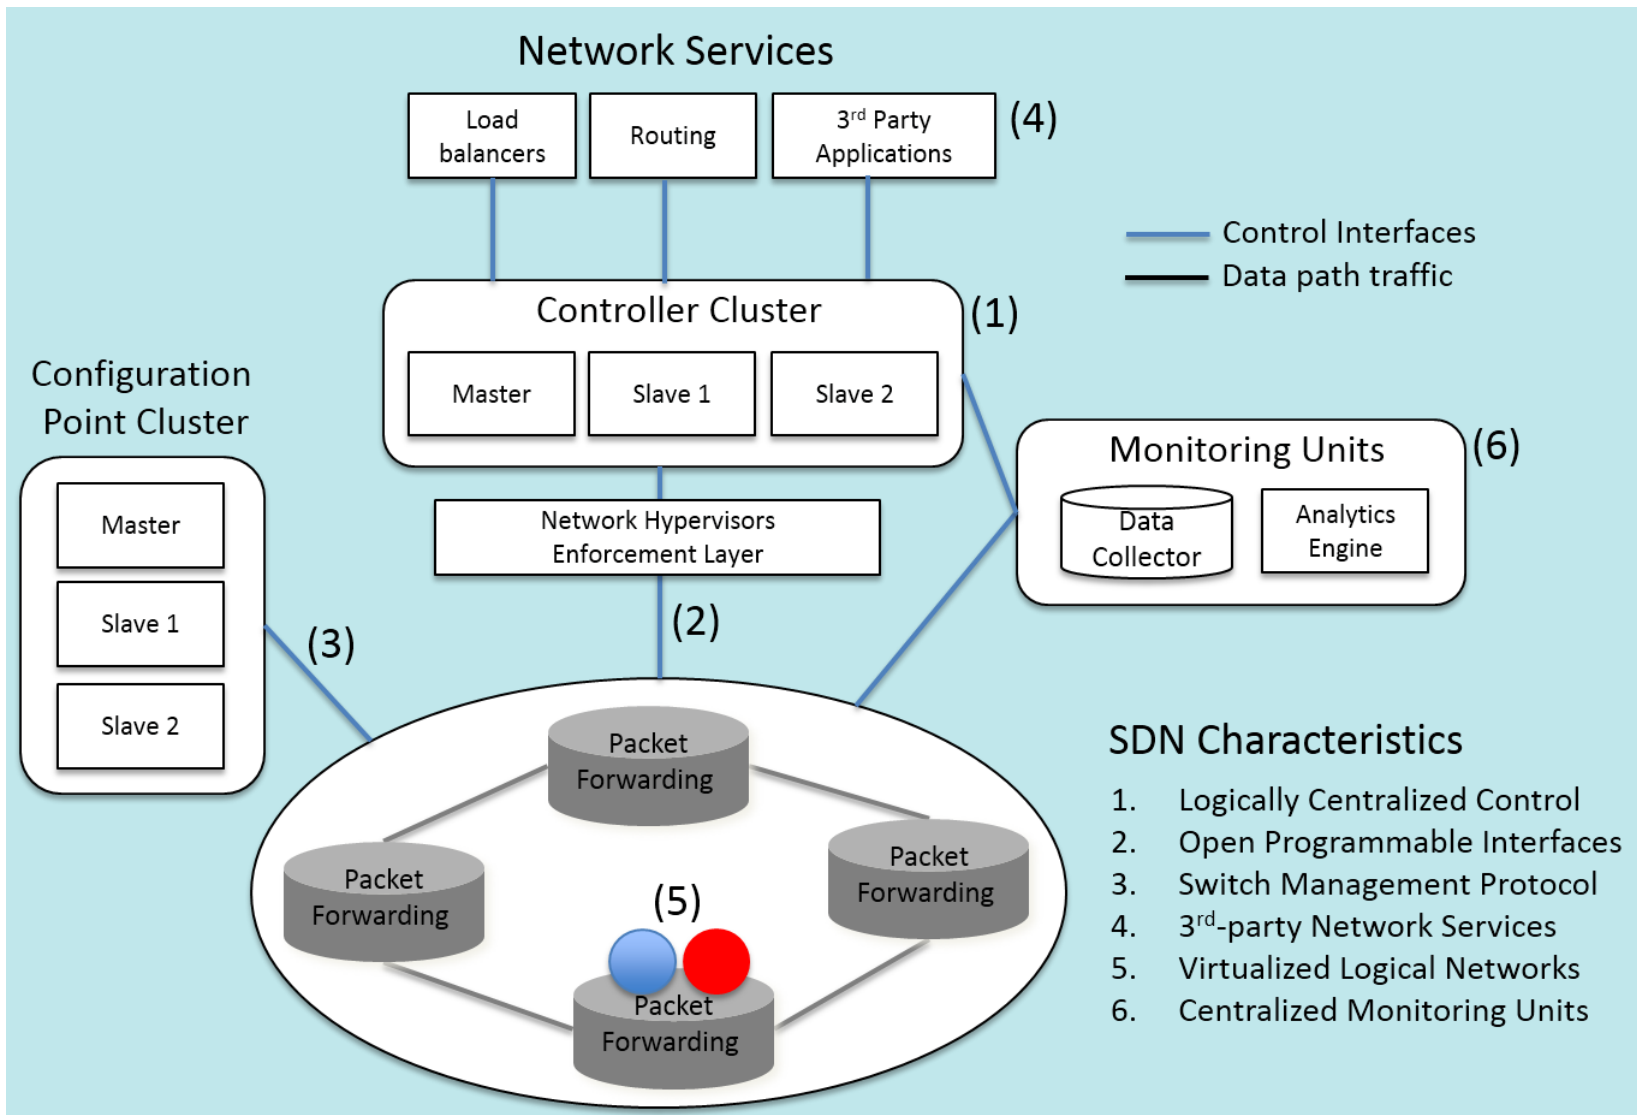 Network Services
Load
balancers
Routing
3rd Party
Applications
(4)
Control Interfaces
Data path traffic
Controller Cluster
(1)
Master
Slave 1
Slave 2
Configuration
Point Cluster
Master
Slave 1
Slave 2
(3)
Network Hypervisors
Enforcement Layer
(2)
Monitoring Units
(6)
Data
Collector
Analytics
Engine
Packet
Forwarding
Packet
Forwarding
Packet
Forwarding
(5)
Packet
Forwarding
SDN Characteristics
1. Logically Centralized Control
2. Open Programmable Interfaces
3. Switch Management Protocol
4. 3rd-party Network Services
5. Virtualized Logical Networks
6. Centralized Monitoring Units